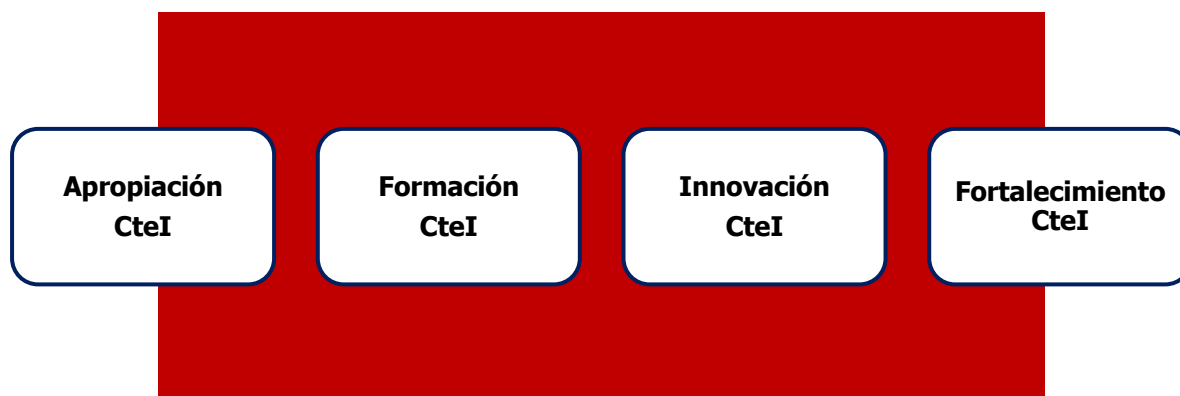 Apropiación
CteI
Formación
CteI
Innovación
CteI
Fortalecimiento
CteI